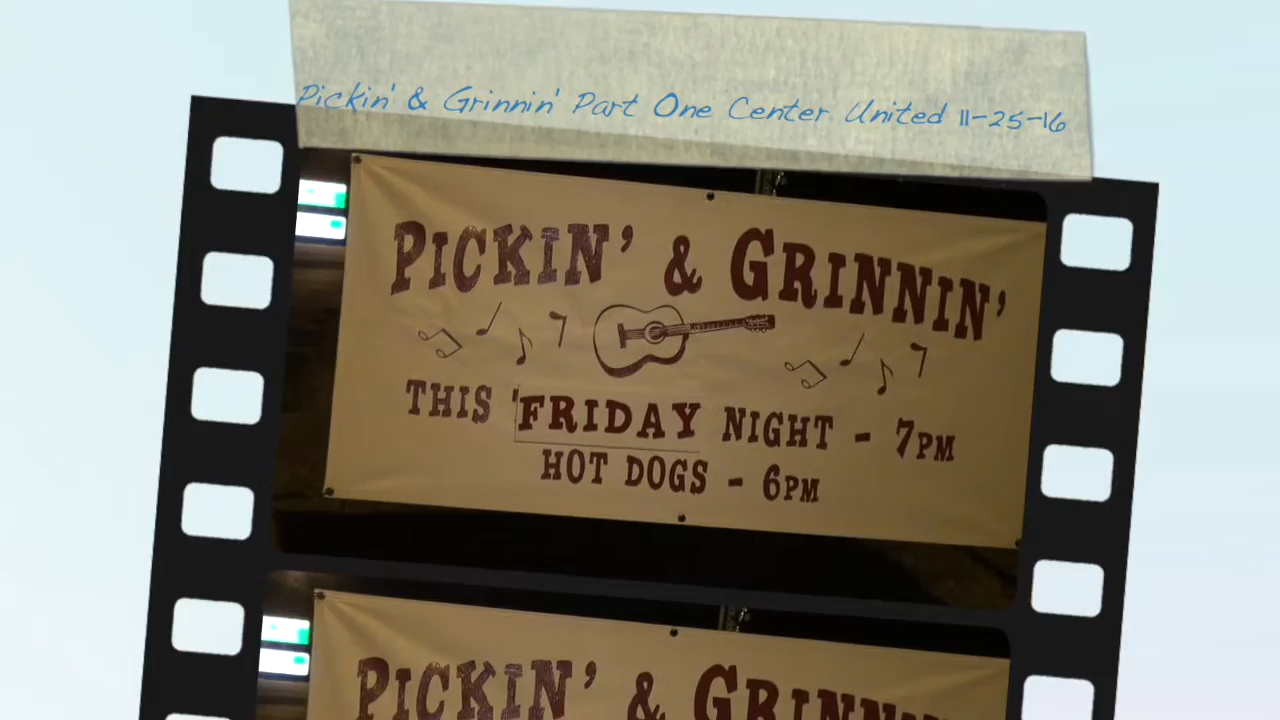 Pickin' & Grinnin' Part One Center United 11-25-16
PICKIN' & GRINNIN'
THIS FRIDAY NIGHT - 7PM
HOT DOGS - 6PM
PICKIN' & GRINNIN